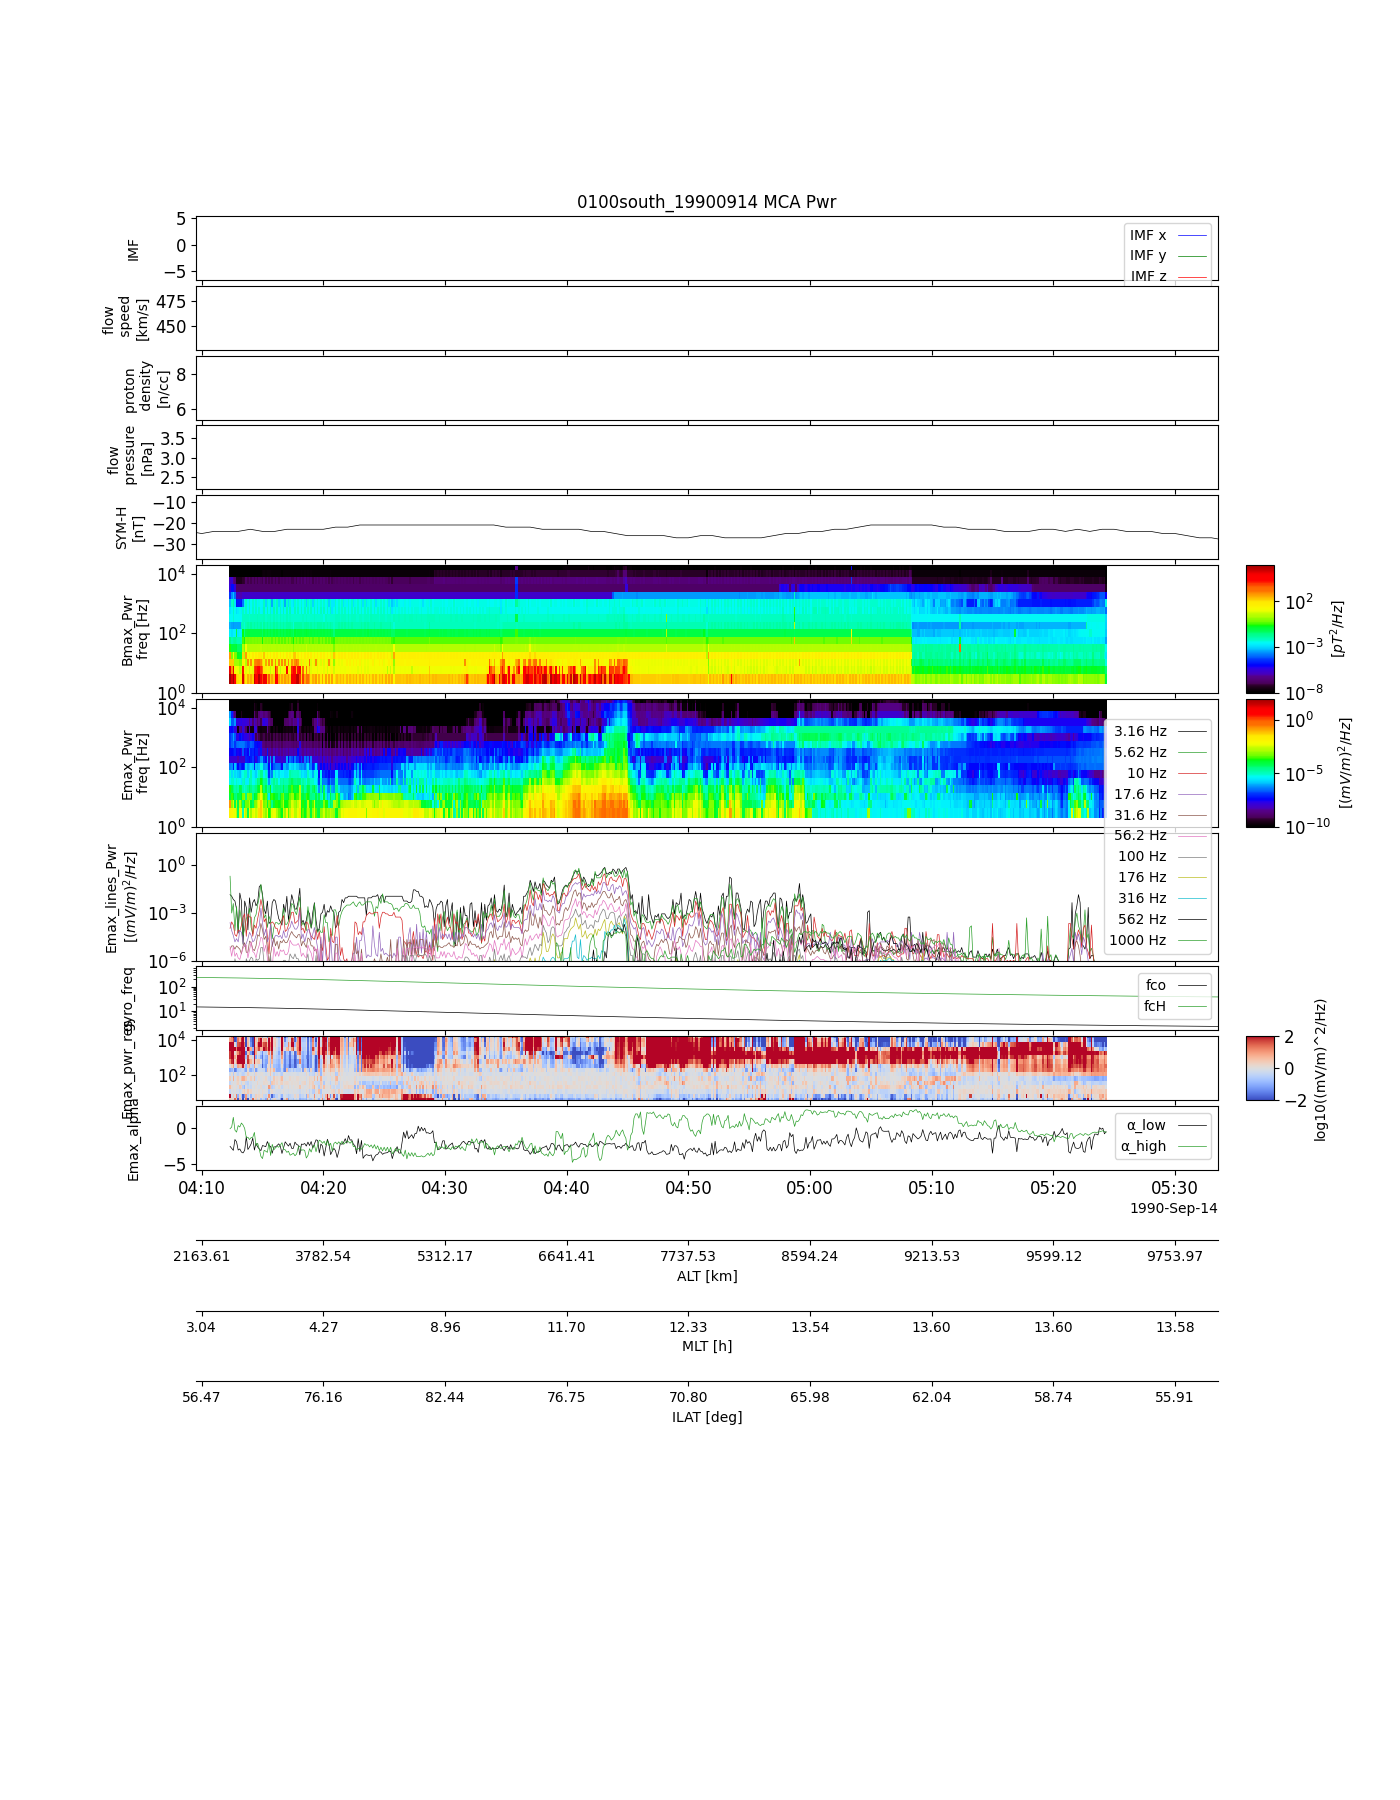 0100south_19900914 MCA Pwr
IMF
5
0
−5
IMF x
IMF y
IMF z
flow
speed
[km/s]
475
450
proton
density
[n/cc]
8
6
flow
pressure
[nPa]
3.5
3.0
2.5
SYM-H
[nT]
−10
−20
−30
Bmax_Pwr
freq [Hz]
10^4
10^2
10^0
10^2
10^−3
10^−8
[pT^2/Hz]
Emax_Pwr
freq [Hz]
10^4
10^2
10^0
10^0
10^−5
10^−10
[(mV/m)^2/Hz]
3.16 Hz
5.62 Hz
10 Hz
17.6 Hz
31.6 Hz
56.2 Hz
100 Hz
176 Hz
316 Hz
562 Hz
1000 Hz
Emax_lines_Pwr
[(mV/m)^2/Hz]
10^0
10^−3
10^−6
gyro_freq
10^2
10^1
fco
fcH
Emax_pwr_res
10^4
10^2
2
0
−2
log10((mV/m)^2/Hz)
Emax_alpha
0
−5
α_low
α_high
04:10 04:20 04:30 04:40 04:50 05:00 05:10 05:20 05:30
1990-Sep-14
2163.61 3782.54 5312.17 6641.41 7737.53 8594.24 9213.53 9599.12 9753.97
ALT [km]
3.04 4.27 8.96 11.70 12.33 13.54 13.60 13.60 13.58
MLT [h]
56.47 76.16 82.44 76.75 70.80 65.98 62.04 58.74 55.91
ILAT [deg]